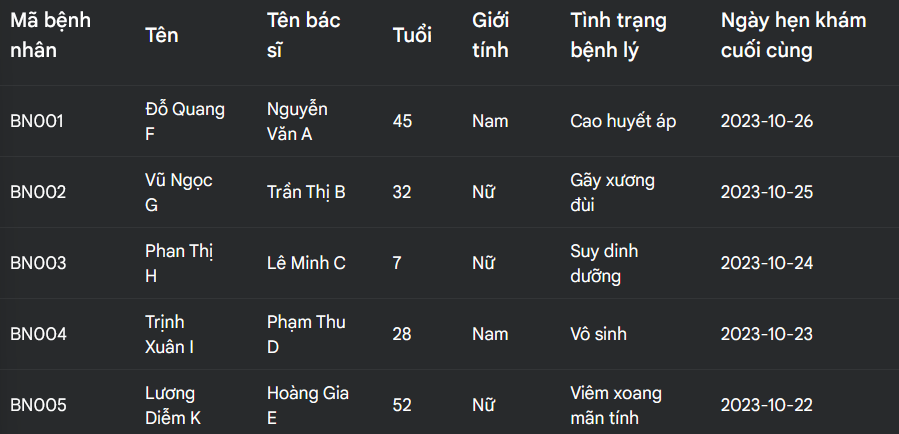 Mã bệnh nhân Tên Tên bác sĩ Tuổi Giới tính Tình trạng bệnh lý Ngày hẹn khám cuối cùng
BN001 Đỗ Quang F Nguyễn Văn A 45 Nam Cao huyết áp 2023-10-26
BN002 Vũ Ngọc G Trần Thị B 32 Nữ Gãy xương đùi 2023-10-25
BN003 Phan Thị H Lê Minh C 7 Nữ Suy dinh dưỡng 2023-10-24
BN004 Trịnh Xuân I Phạm Thu D 28 Nam Vô sinh 2023-10-23
BN005 Lương Diễm K Hoàng Gia E 52 Nữ Viêm xoang mãn tính 2023-10-22